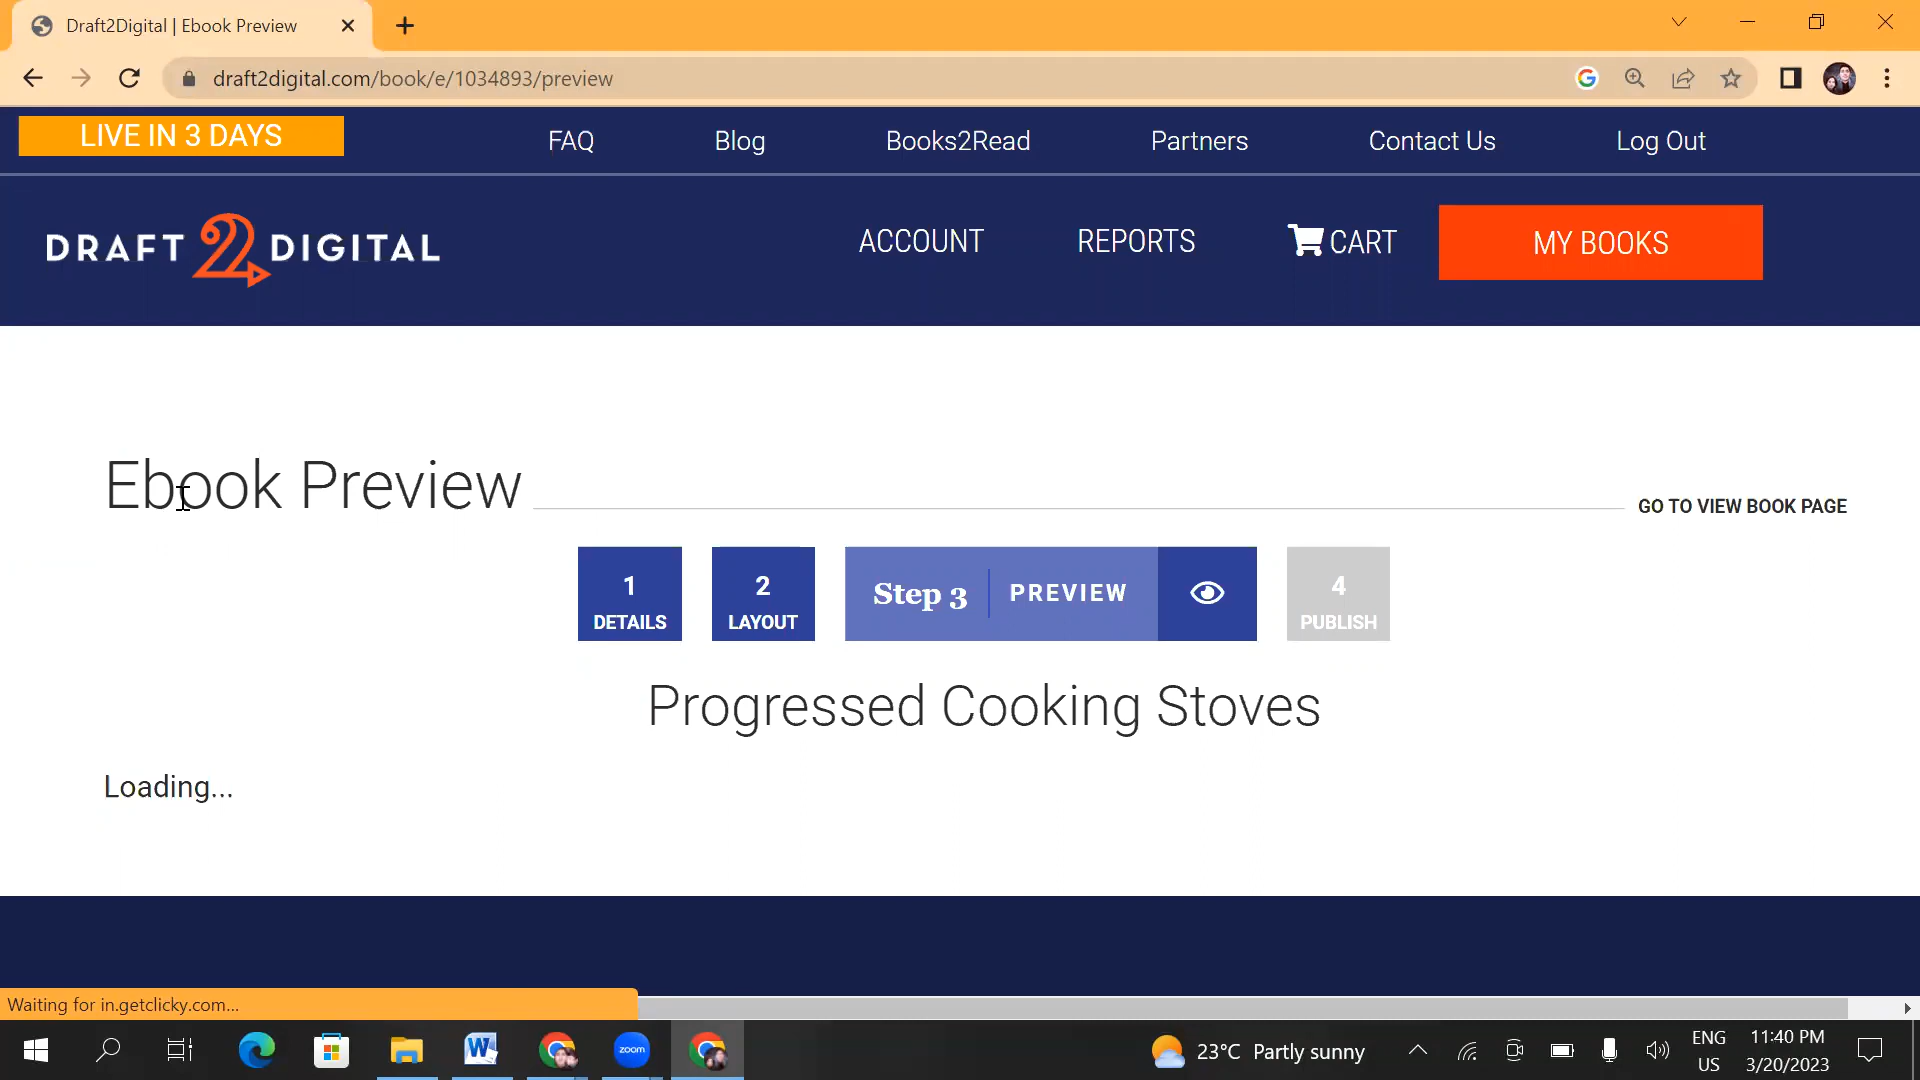 Draft2Digital | Ebook Preview
draft2digital.com/book/e/1034893/preview
LIVE IN 3 DAYS
FAQ
Blog
Books2Read
Partners
Contact Us
Log Out
DRAFT 2 DIGITAL
ACCOUNT
REPORTS
CART
MY BOOKS
Ebook Preview
GO TO VIEW BOOK PAGE
1
DETAILS
2
LAYOUT
Step 3
PREVIEW
4
PUBLISH
Progressed Cooking Stoves
Loading...
Waiting for in.getclicky.com...
W
zoom
23°C Partly sunny
ENG
US
11:40 PM
3/20/2023